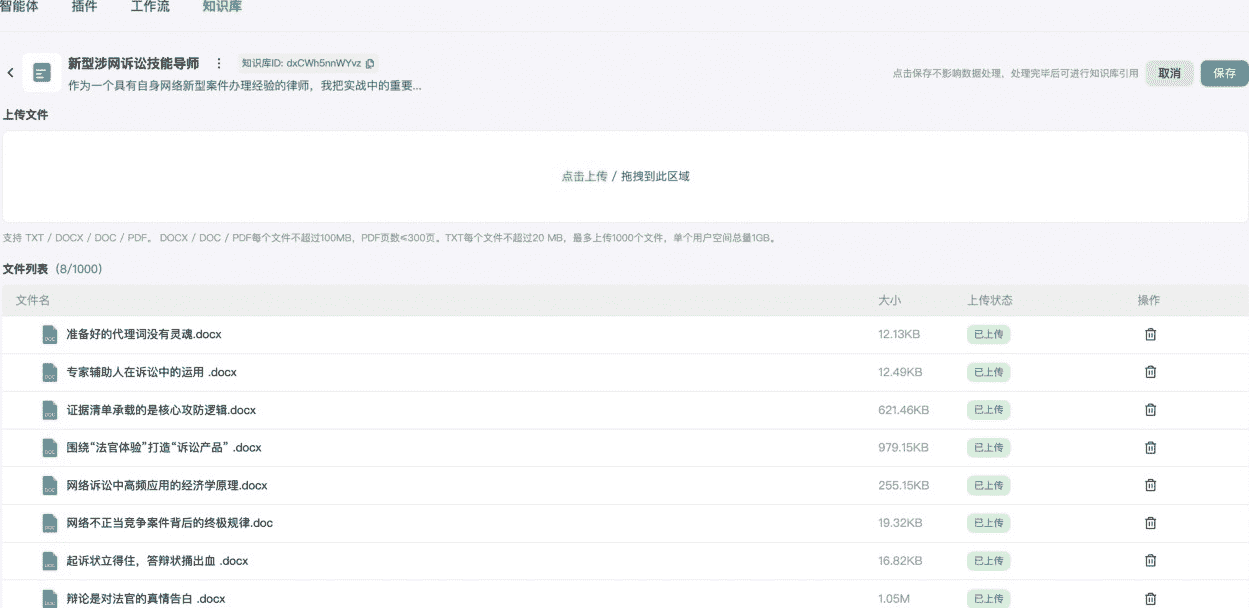 智能体 插件 工作流 知识库
新型涉网诉讼技能导师 知识库ID: dxCWh5nnWYvz
作为一个具有自身网络新型案件办理经验的律师，我把实战中的重要...
点击保存不影响数据处理，处理完毕后可进行知识库引用 取消 保存
上传文件
点击上传 / 拖拽到此区域
支持 TXT / DOCX / DOC / PDF。 DOCX / DOC / PDF每个文件不超过100MB，PDF页数≤300页。TXT每个文件不超过20 MB，最多上传1000个文件，单个用户空间总量1GB。
文件列表 (8/1000)
文件名 大小 上传状态 操作
DOC 准备好的代理词没有灵魂.docx 12.13KB 已上传
DOC 专家辅助人在诉讼中的运用 .docx 12.49KB 已上传
DOC 证据清单承载的是核心攻防逻辑.docx 621.46KB 已上传
DOC 围绕“法官体验”打造“诉讼产品” .docx 979.15KB 已上传
DOC 网络诉讼中高频应用的经济学原理.docx 255.15KB 已上传
DOC 网络不正当竞争案件背后的终极规律.doc 19.32KB 已上传
DOC 起诉状立得住，答辩状捅出血 .docx 16.82KB 已上传
DOC 辩论是对法官的真情告白 .docx 1.05M 已上传